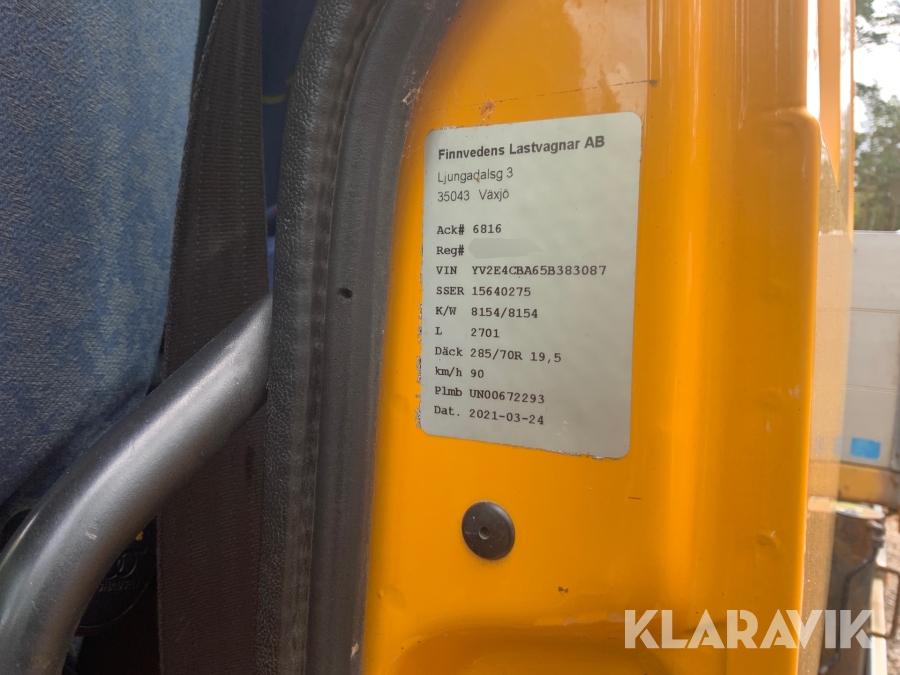 Finnvedens Lastvagnar AB
Ljungadalsg 3
35043 Växjö
Ack# 6816
Reg#
VIN YV2E4CBA65B383087
SSER 15640275
K/W 8154/8154
L 2701
Däck 285/70R 19,5
km/h 90
Plmb UN00672293
Dat. 2021-03-24
KLARAVIK